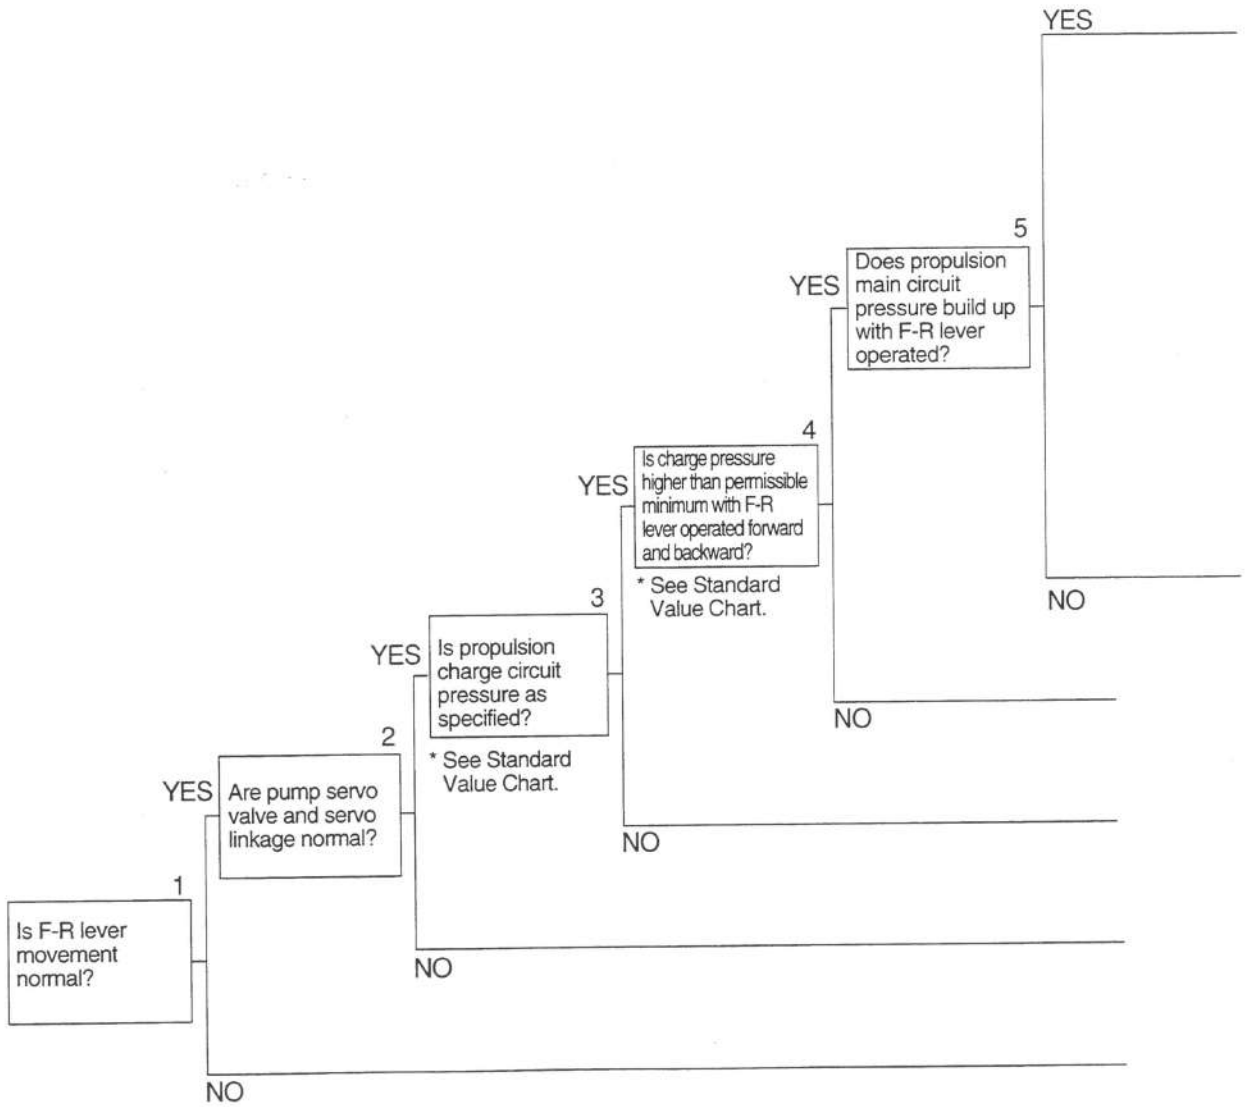 YES
5
YES
Does propulsion
main circuit
pressure build up
with F-R lever
operated?
4
YES
Is charge pressure
higher than permissible
minimum with F-R
lever operated forward
and backward?
* See Standard
Value Chart.
NO
3
YES
Is propulsion
charge circuit
pressure as
specified?
* See Standard
Value Chart.
NO
2
YES
Are pump servo
valve and servo
linkage normal?
NO
1
Is F-R lever
movement
normal?
NO
NO